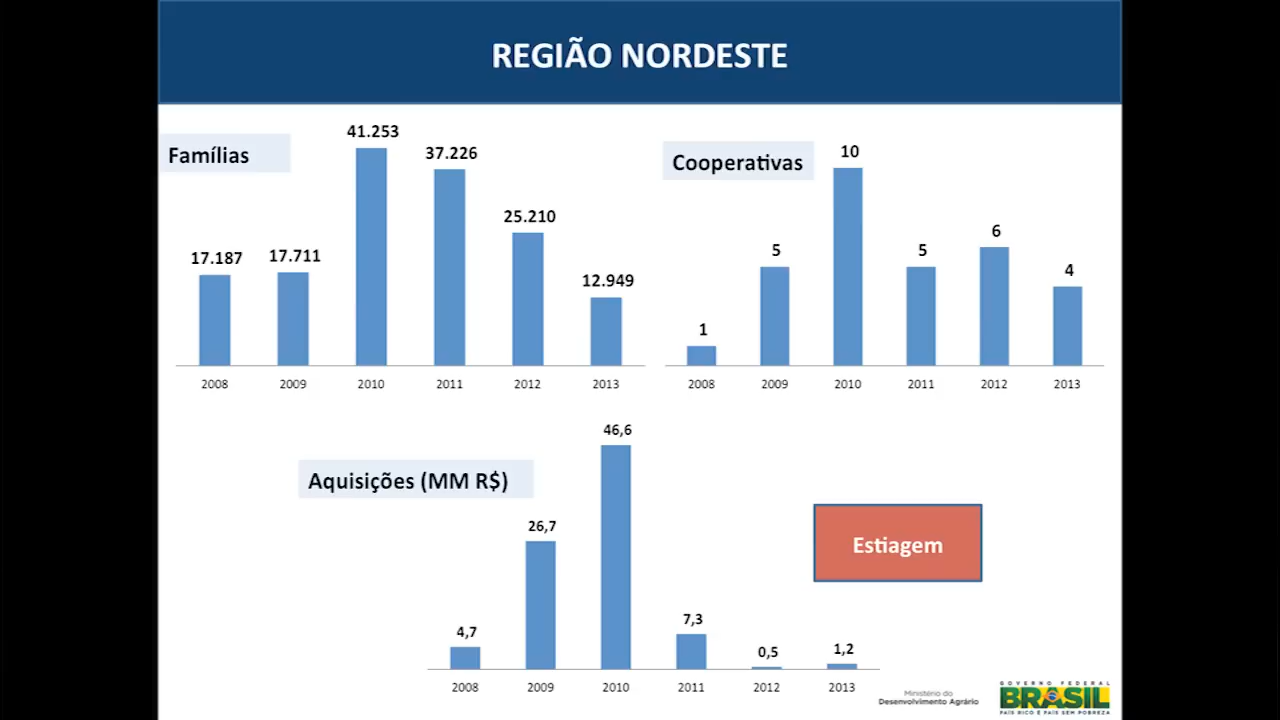 REGIÃO NORDESTE
Famílias
41.253
37.226
25.210
17.187
17.711
12.949
2008 2009 2010 2011 2012 2013
Cooperativas
10
5
5
6
4
1
2008 2009 2010 2011 2012 2013
Aquisições (MM R$)
46,6
26,7
4,7
7,3
0,5
1,2
2008 2009 2010 2011 2012 2013
Estiagem
Ministério do
Desenvolvimento Agrário
GOVERNO FEDERAL
BRASIL
PAÍS RICO É PAÍS SEM POBREZA